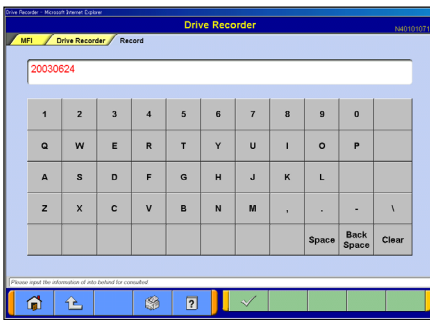 Drive Recorder - Microsoft Internet Explorer
Drive Recorder
N40101071
MFI Drive Recorder Record
20030624
1 2 3 4 5 6 7 8 9 0
Q W E R T Y U I O P
A S D F G H J K L
Z X C V B N M , . - \
Space Back Space Clear
Please input the information of into behind for consulted
?